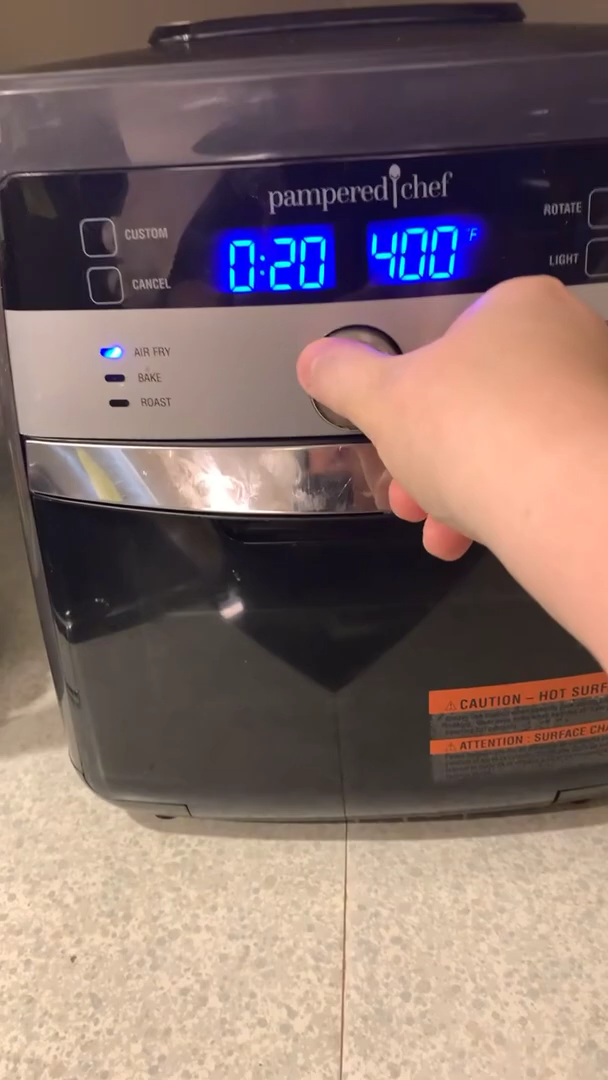 pampered chef
CUSTOM
0:20 400 °F
ROTATE
CANCEL
LIGHT
AIR FRY
BAKE
ROAST
CAUTION – HOT SURF
ATTENTION : SURFACE CHA